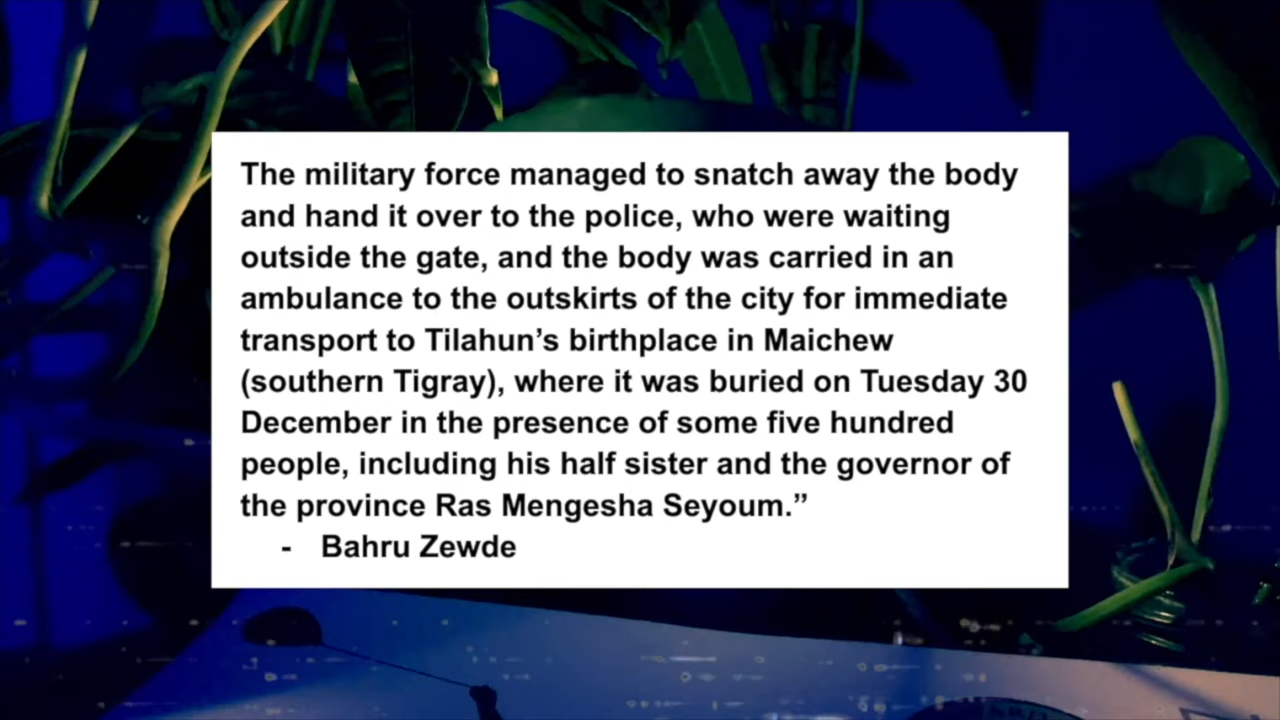 The military force managed to snatch away the body
and hand it over to the police, who were waiting
outside the gate, and the body was carried in an
ambulance to the outskirts of the city for immediate
transport to Tilahun’s birthplace in Maichew
(southern Tigray), where it was buried on Tuesday 30
December in the presence of some five hundred
people, including his half sister and the governor of
the province Ras Mengesha Seyoum.”
- Bahru Zewde